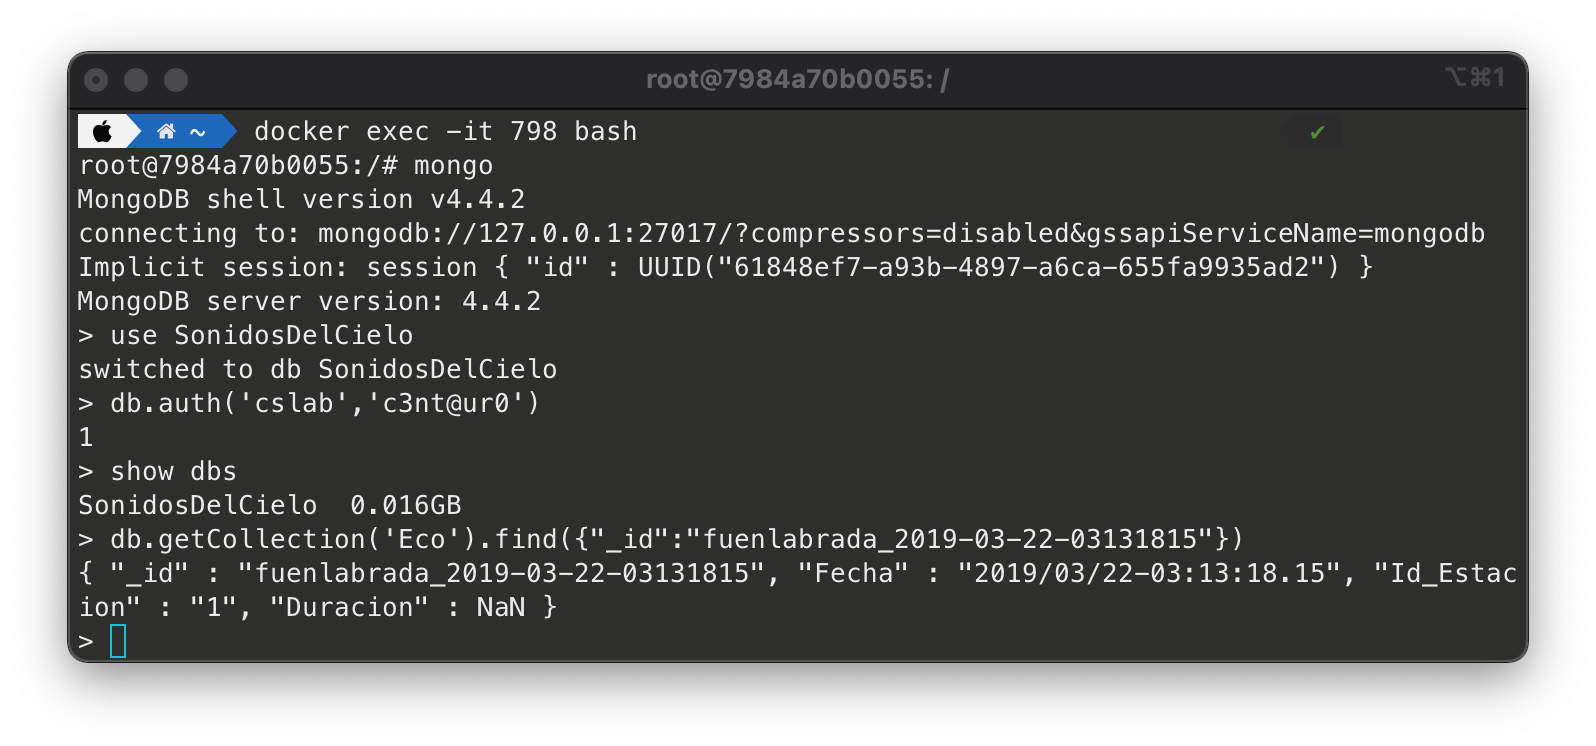 root@7984a70b0055: /
⌥⌘1
~ docker exec -it 798 bash ✔
root@7984a70b0055:/# mongo
MongoDB shell version v4.4.2
connecting to: mongodb://127.0.0.1:27017/?compressors=disabled&gssapiServiceName=mongodb
Implicit session: session { "id" : UUID("61848ef7-a93b-4897-a6ca-655fa9935ad2") }
MongoDB server version: 4.4.2
> use SonidosDelCielo
switched to db SonidosDelCielo
> db.auth('cslab','c3nt@ur0')
1
> show dbs
SonidosDelCielo  0.016GB
> db.getCollection('Eco').find({"_id":"fuenlabrada_2019-03-22-03131815"})
{ "_id" : "fuenlabrada_2019-03-22-03131815", "Fecha" : "2019/03/22-03:13:18.15", "Id_Estac
ion" : "1", "Duracion" : NaN }
>